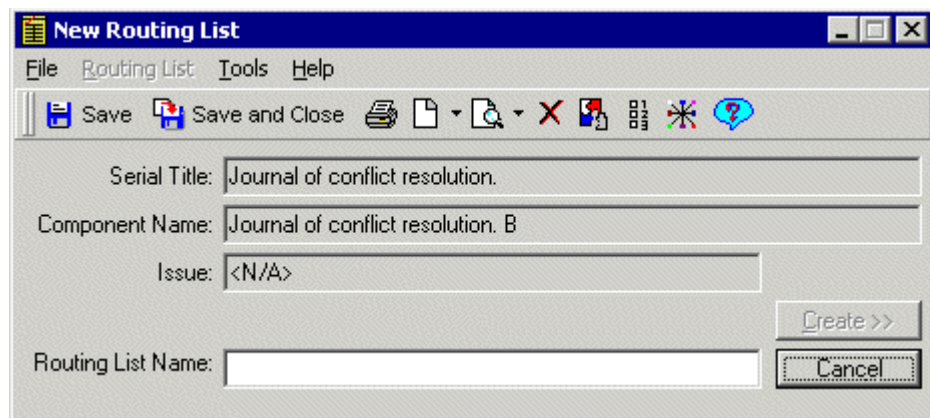 New Routing List
File Routing List Tools Help
Save Save and Close
Serial Title: Journal of conflict resolution.
Component Name: Journal of conflict resolution. B
Issue: <N/A>
Create >>
Routing List Name:
Cancel